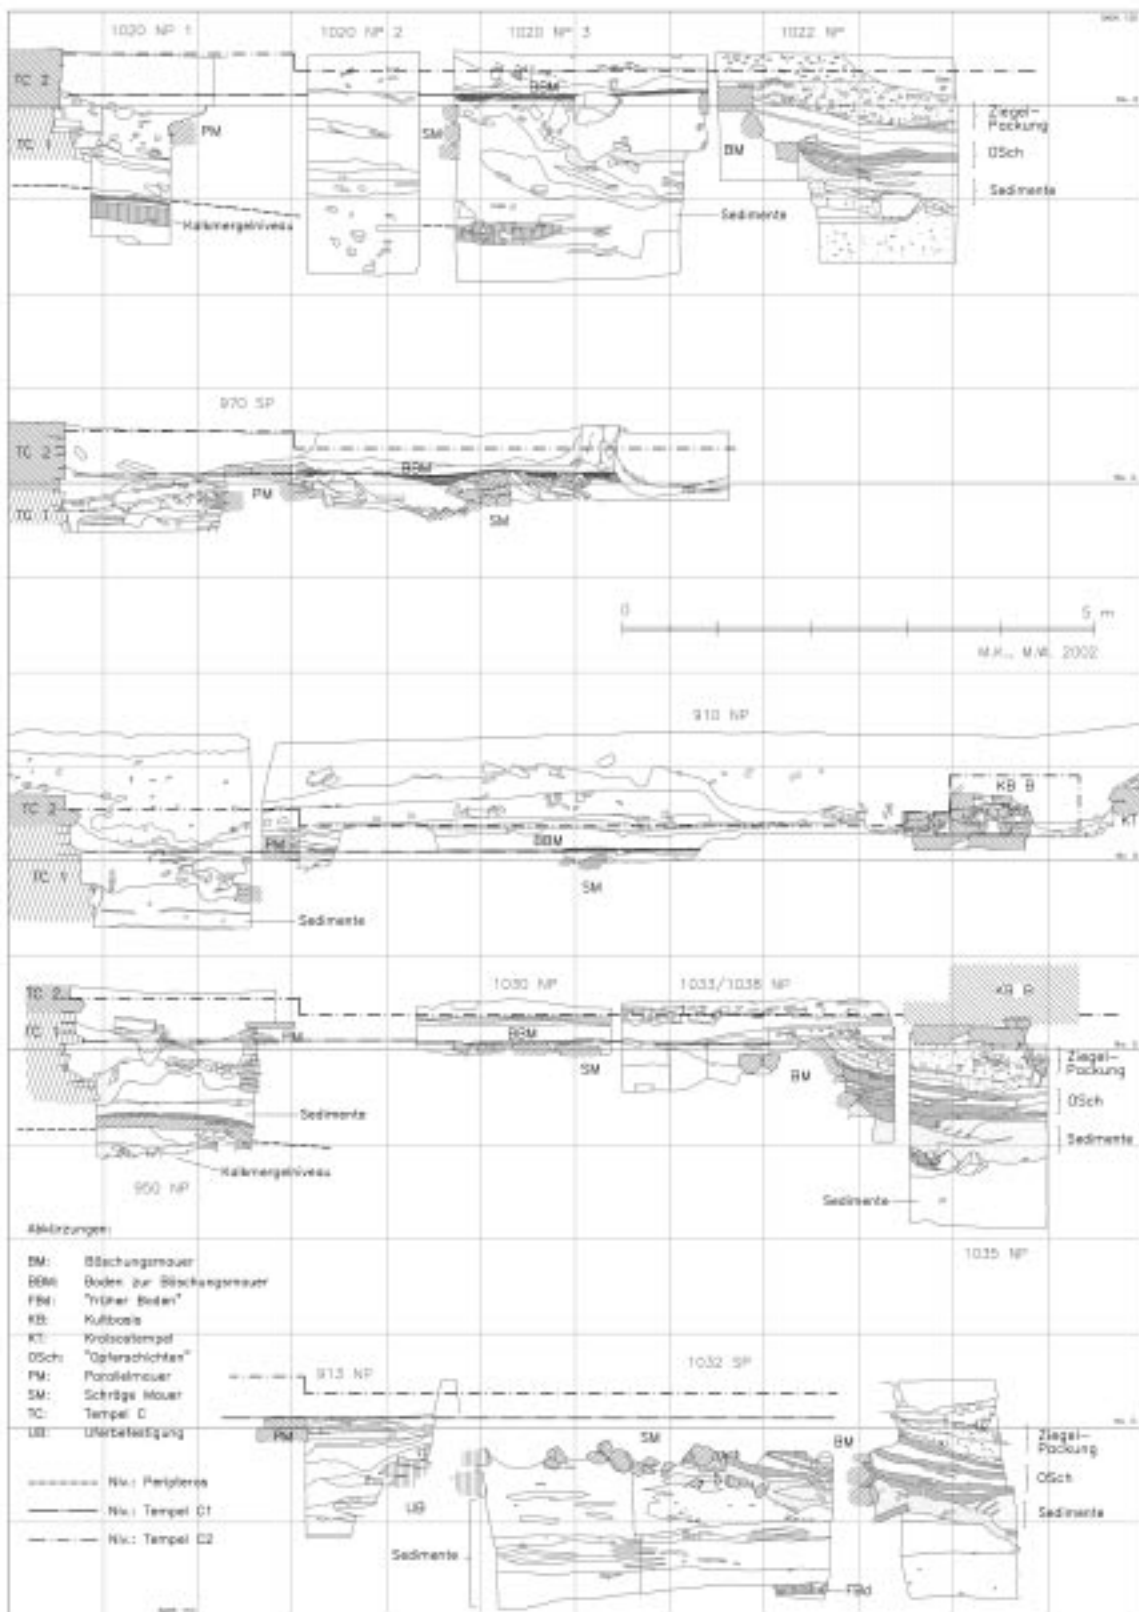 1020 NP 1
1020 NP 2
1020 NP 3
1022 NP
TC 2
BBM
Ziegel-
Packung
TC 1
PM
SM
BM
OSch
Sedimente
Sedimente
Kalkmergelniveau
970 SP
TC 2
BBM
PM
TC 1
SM
0
5 m
M.K., M.W. 2002
910 NP
TC 2
KB B
KT
PM
BBM
TC 1
SM
Sedimente
1030 NP
1033/1038 NP
TC 2
KB B
TC 1
PM
BBM
SM
BM
Ziegel-
Packung
OSch
Sedimente
Sedimente
Kalkmergelniveau
950 NP
Sedimente
1035 NP
Abkürzungen:
BM: Böschungsmauer
BBM: Boden zur Böschungsmauer
FBd: "früher Boden"
KB: Kultbasis
KT: Kroisostempel
OSch: "Opferschichten"
PM: Parallelmauer
SM: Schräge Mauer
TC: Tempel C
UB: Uferbefestigung
Niv.: Peripteros
Niv.: Tempel C1
Niv.: Tempel C2
913 NP
1032 SP
PM
SM
BM
Ziegel-
Packung
OSch
UB
Sedimente
Sedimente
FBd